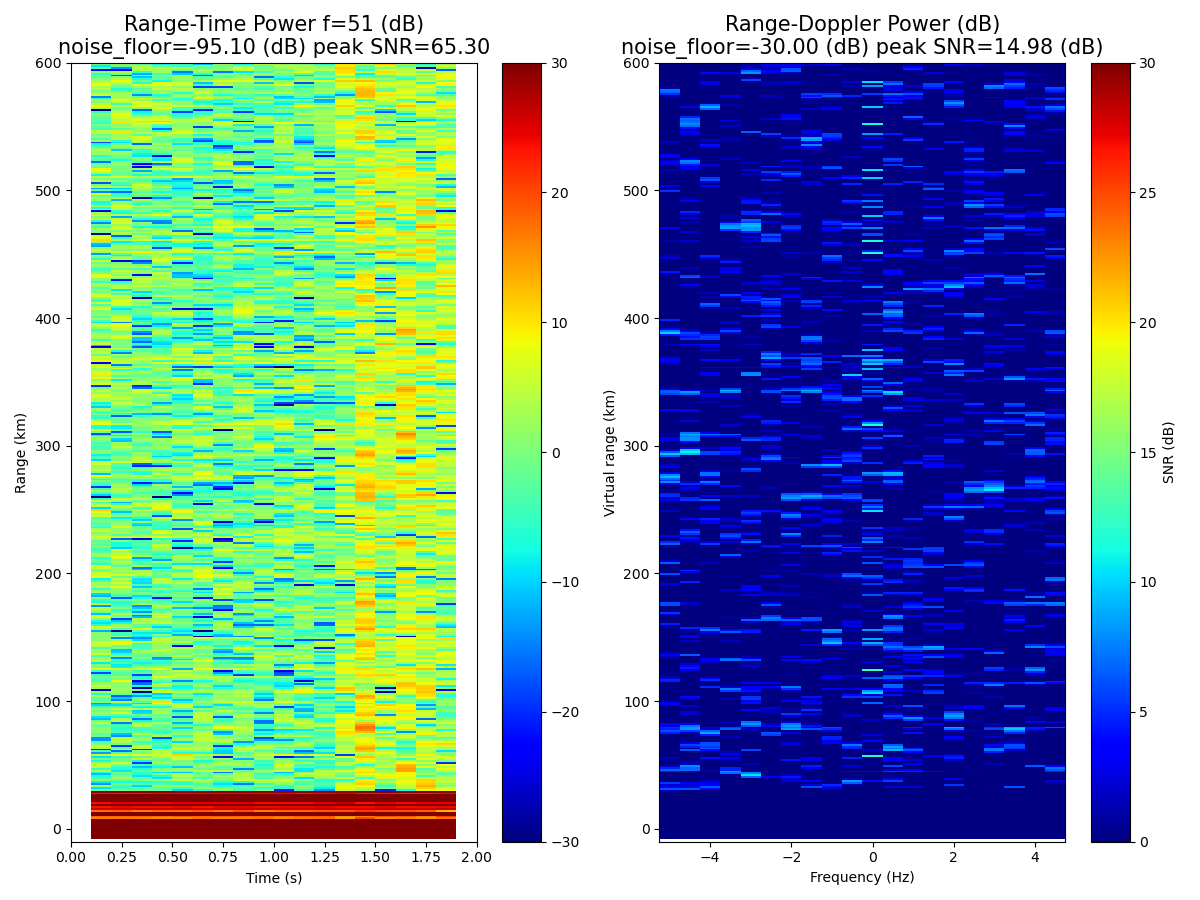 Range-Time Power f=51 (dB)
noise_floor=-95.10 (dB) peak SNR=65.30
600
500
400
300
200
100
0
Range (km)
0.00 0.25 0.50 0.75 1.00 1.25 1.50 1.75 2.00
Time (s)
30
20
10
0
−10
−20
−30
Range-Doppler Power (dB)
noise_floor=-30.00 (dB) peak SNR=14.98 (dB)
600
500
400
300
200
100
0
Virtual range (km)
−4 −2 0 2 4
Frequency (Hz)
30
25
20
15
10
5
0
SNR (dB)